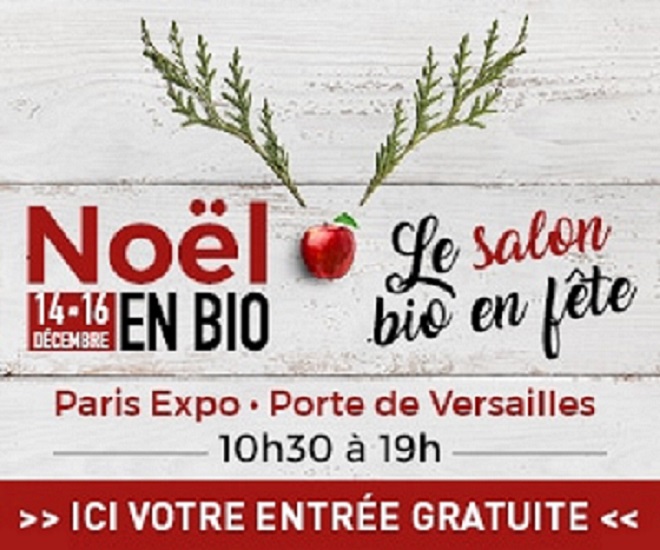 Noël
14-16
DÉCEMBRE
EN BIO
Le salon
bio en fête
Paris Expo • Porte de Versailles
10h30 à 19h
>> ICI VOTRE ENTRÉE GRATUITE <<